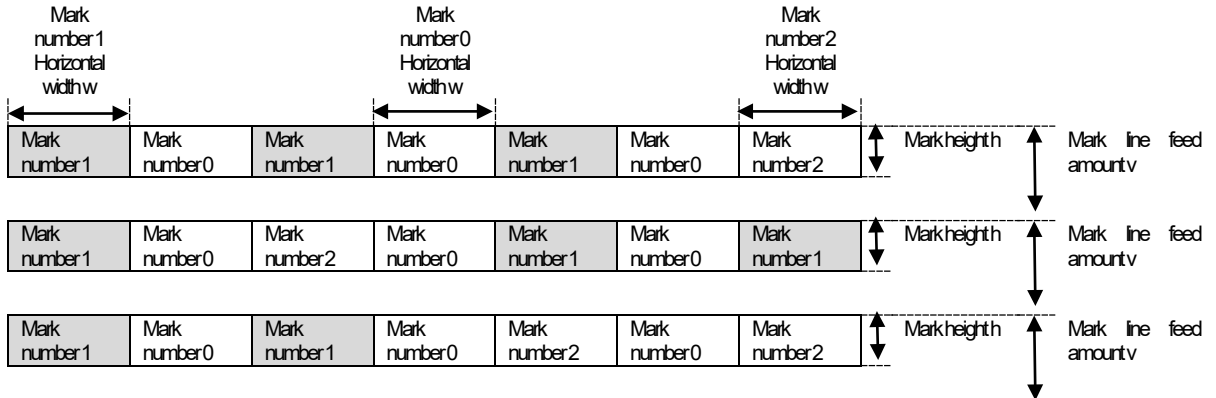 Mark Mark Mark
number1 number0 number2
Horizontal Horizontal Horizontal
width w width w width w
Mark Mark Mark Mark Mark Mark Mark Mark height h Mark line feed
number1 number0 number1 number0 number1 number0 number2 amount v
Mark Mark Mark Mark Mark Mark Mark Mark height h Mark line feed
number1 number0 number2 number0 number1 number0 number1 amount v
Mark Mark Mark Mark Mark Mark Mark Mark height h Mark line feed
number1 number0 number1 number0 number2 number0 number2 amount v